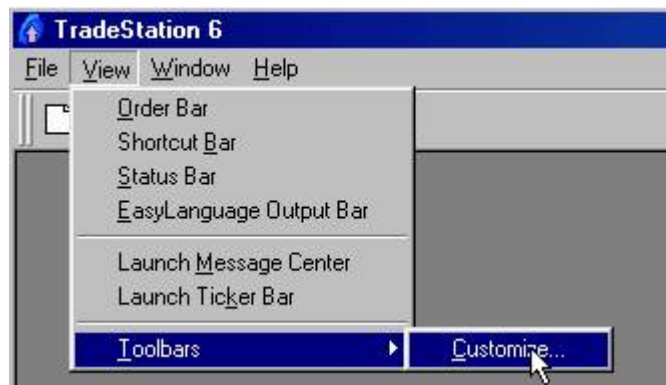 TradeStation 6
File View Window Help
Order Bar
Shortcut Bar
Status Bar
EasyLanguage Output Bar
Launch Message Center
Launch Ticker Bar
Toolbars Customize...